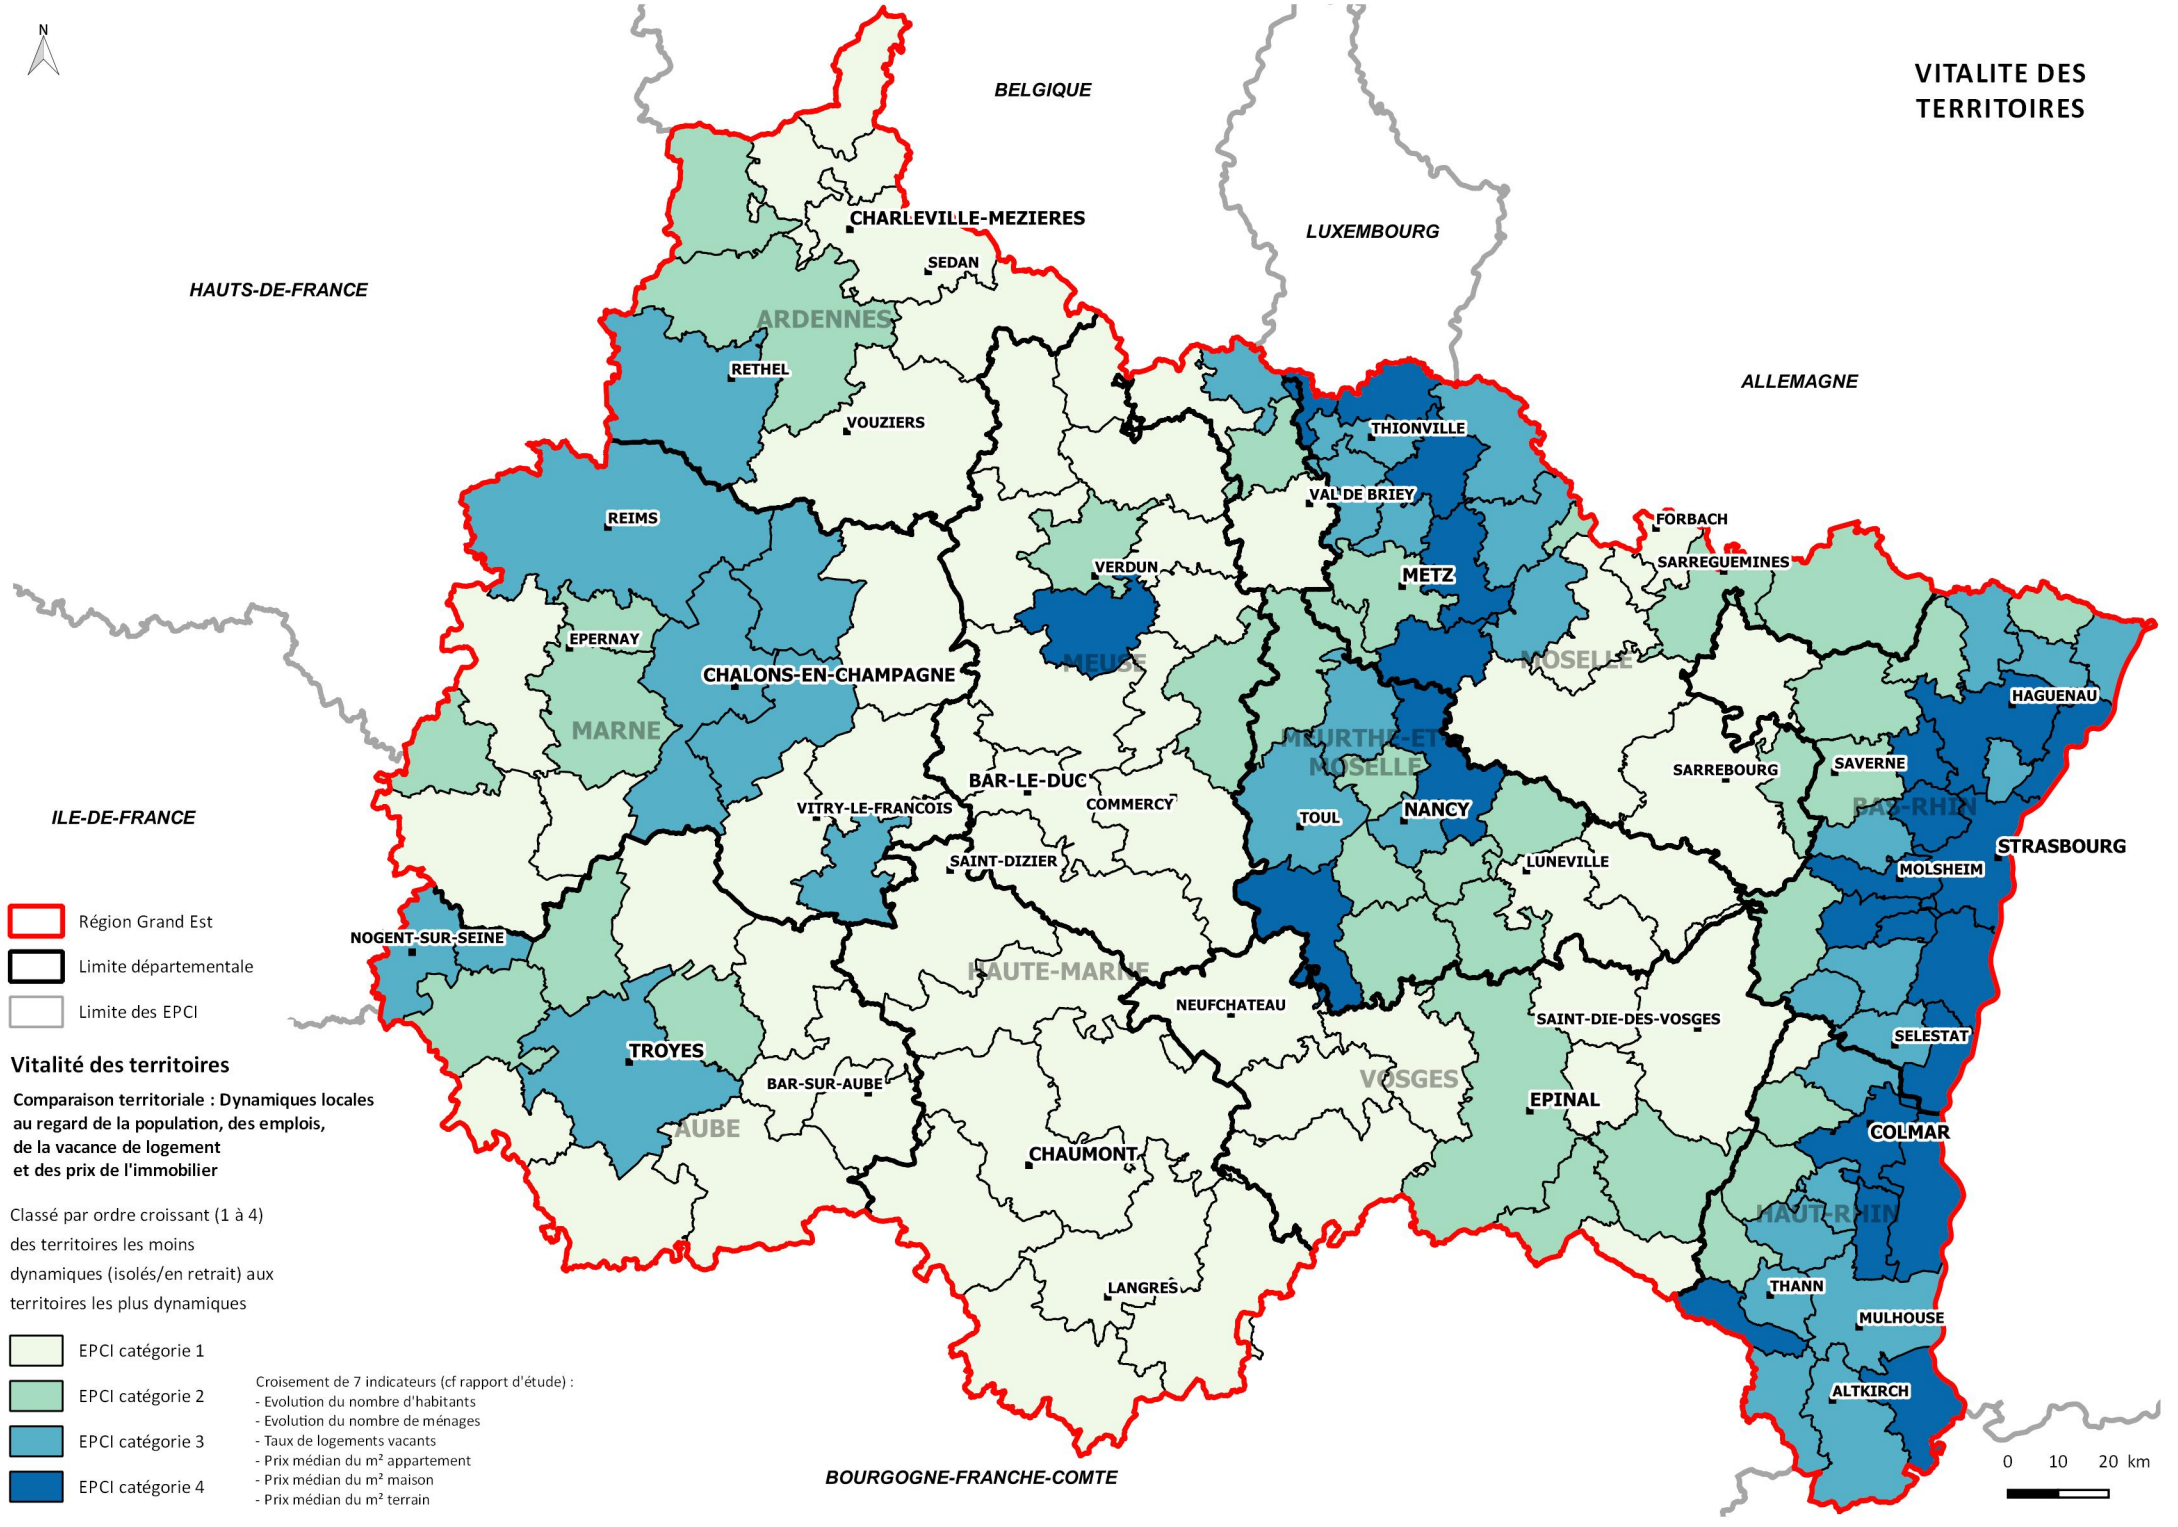 N
VITALITE DES
TERRITOIRES
BELGIQUE
LUXEMBOURG
HAUTS-DE-FRANCE
ALLEMAGNE
ILE-DE-FRANCE
BOURGOGNE-FRANCHE-COMTE
CHARLEVILLE-MEZIERES
SEDAN
ARDENNES
RETHEL
VOUZIERS
THIONVILLE
VAL DE BRIEY
REIMS
FORBACH
SARREGUEMINES
VERDUN
METZ
EPERNAY
MEUSE
MOSELLE
CHALONS-EN-CHAMPAGNE
HAGUENAU
MARNE
MEURTHE-ET-
MOSELLE
SARREBOURG
SAVERNE
BAR-LE-DUC
COMMERCY
VITRY-LE-FRANCOIS
NANCY
TOUL
BAS-RHIN
STRASBOURG
SAINT-DIZIER
LUNEVILLE
MOLSHEIM
NOGENT-SUR-SEINE
HAUTE-MARNE
NEUFCHATEAU
SAINT-DIE-DES-VOSGES
SELESTAT
TROYES
BAR-SUR-AUBE
VOSGES
EPINAL
AUBE
COLMAR
CHAUMONT
HAUT-RHIN
LANGRES
THANN
MULHOUSE
ALTKIRCH
Région Grand Est
Limite départementale
Limite des EPCI
Vitalité des territoires
Comparaison territoriale : Dynamiques locales
au regard de la population, des emplois,
de la vacance de logement
et des prix de l'immobilier
Classé par ordre croissant (1 à 4)
des territoires les moins
dynamiques (isolés/en retrait) aux
territoires les plus dynamiques
EPCI catégorie 1
EPCI catégorie 2
EPCI catégorie 3
EPCI catégorie 4
Croisement de 7 indicateurs (cf rapport d'étude) :
- Evolution du nombre d'habitants
- Evolution du nombre de ménages
- Taux de logements vacants
- Prix médian du m² appartement
- Prix médian du m² maison
- Prix médian du m² terrain
0 10 20 km